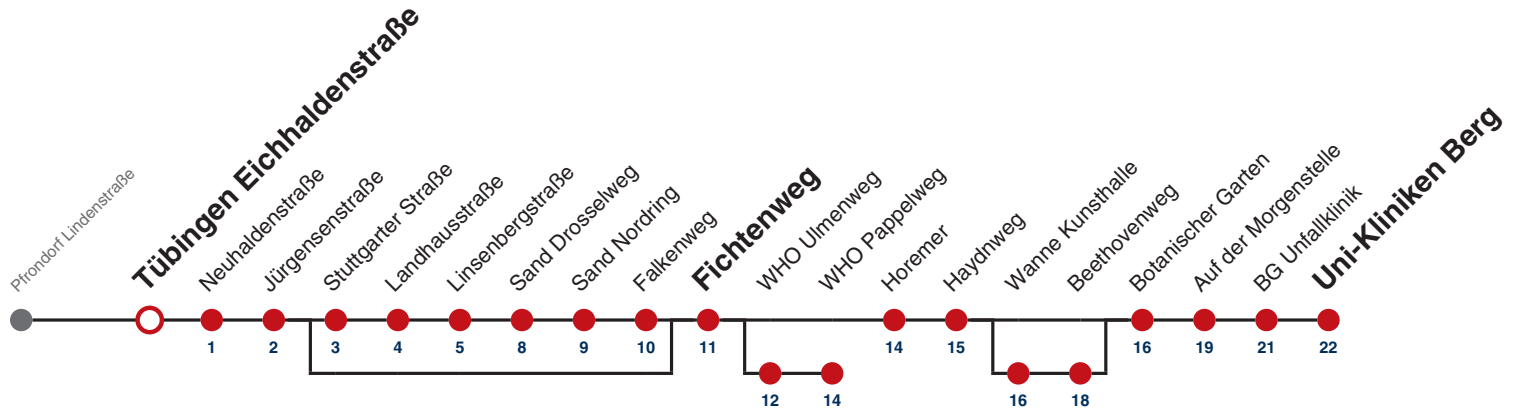 Pfrondorf Lindenstraße
Tübingen Eichhaldenstraße
Neuhaldenstraße
Jürgensenstraße
Stuttgarter Straße
Landhausstraße
Linsenbergstraße
Sand Drosselweg
Sand Nordring
Falkenweg
Fichtenweg
WHO Ulmenweg
WHO Pappelweg
Horemer
Haydnweg
Wanne Kunsthalle
Beethovenweg
Botanischer Garten
Auf der Morgenstelle
BG Unfallklinik
Uni-Kliniken Berg
1 2 3 4 5 8 9 10 11 14 15 16 19 21 22
12 14 16 18